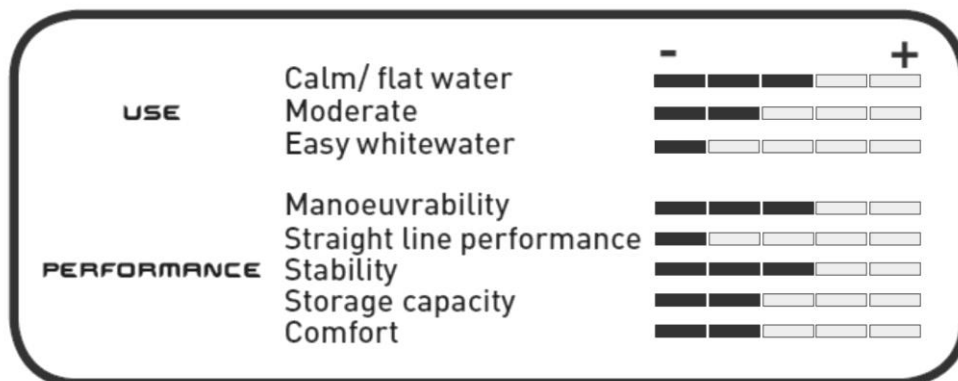 - +
Calm/ flat water
USE Moderate
Easy whitewater
Manoeuvrability
Straight line performance
PERFORMANCE Stability
Storage capacity
Comfort